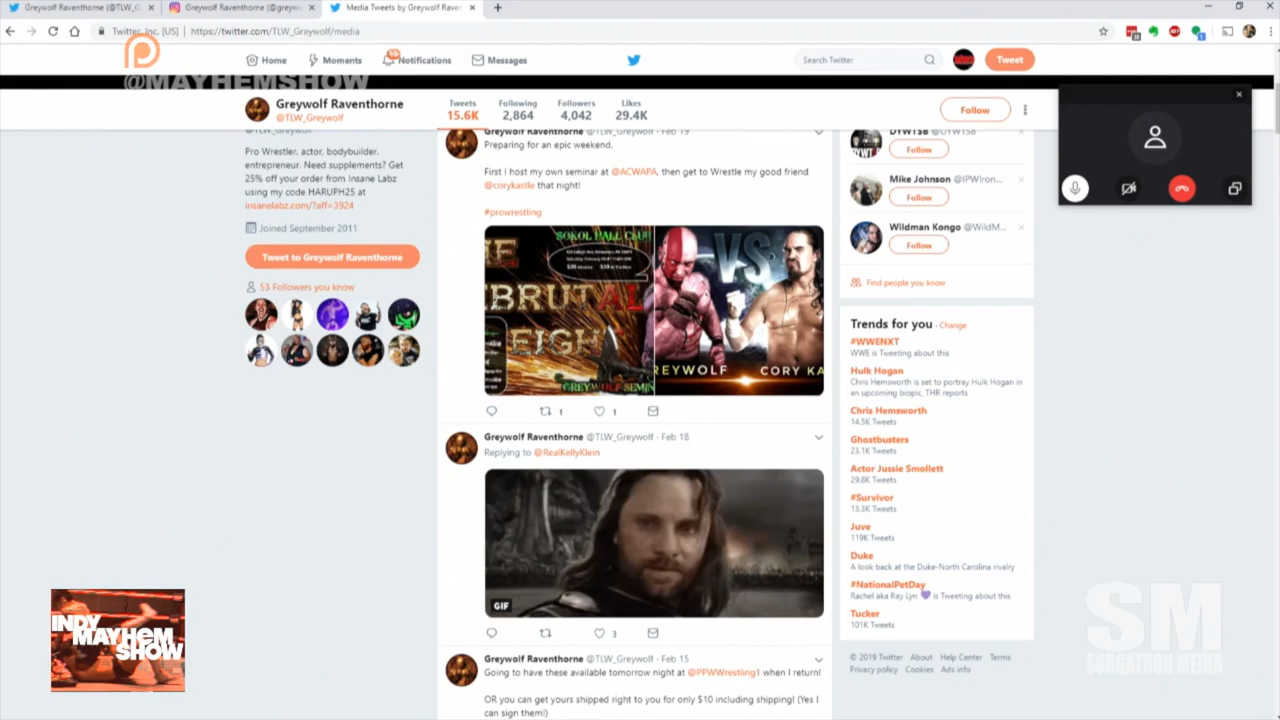 Greywolf Raventhorne (@TLW_G
Greywolf Raventhorne (@greyw
Media Tweets by Greywolf Raven
Twitter, Inc. [US] | https://twitter.com/TLW_Greywolf/media
@MAYHEMSHOW
Home
Moments
Notifications
Messages
Search Twitter
Tweet
Greywolf Raventhorne
@TLW_Greywolf
Tweets
15.6K
Following
2,864
Followers
4,042
Likes
29.4K
Follow
@TLW_Greywolf
Pro Wrestler, actor, bodybuilder,
entrepreneur. Need supplements? Get
25% off your order from Insane Labz
using my code HARUPH25 at
insanelabz.com/?aff=3924
Joined September 2011
Tweet to Greywolf Raventhorne
53 Followers you know
Greywolf Raventhorne @TLW_Greywolf · Feb 19
Preparing for an epic weekend.
First I host my own seminar at @ACWAPA, then get to Wrestle my good friend
@corykastle that night!
#prowrestling
SOKOL HALL CLUB
BRUTAL
EIGH
GREYWOLF SEMIN
VS
REYWOLF
CORY KA
1
1
Greywolf Raventhorne @TLW_Greywolf · Feb 18
Replying to @RealKellyKlein
GIF
3
Greywolf Raventhorne @TLW_Greywolf · Feb 15
Going to have these available tomorrow night at @PPWWrestling1 when I return!
OR you can get yours shipped right to you for only $10 including shipping! (Yes I
can sign them!)
Follow
Mike Johnson @IPWIron...
Follow
Wildman Kongo @WildM...
Follow
Find people you know
Trends for you · Change
#WWENXT
WWE is Tweeting about this
Hulk Hogan
Chris Hemsworth is set to portray Hulk Hogan in
an upcoming biopic, THR reports
Chris Hemsworth
14.5K Tweets
Ghostbusters
23.1K Tweets
Actor Jussie Smollett
29.8K Tweets
#Survivor
13.3K Tweets
Juve
119K Tweets
Duke
A look back at the Duke-North Carolina rivalry
#NationalPetDay
Rachel aka Ray Lyn 💜 is Tweeting about this
Tucker
101K Tweets
© 2019 Twitter About Help Center Terms
Privacy policy Cookies Ads info
INDY
MAYHEM
SHOW
SM
SORGATRON MEDIA